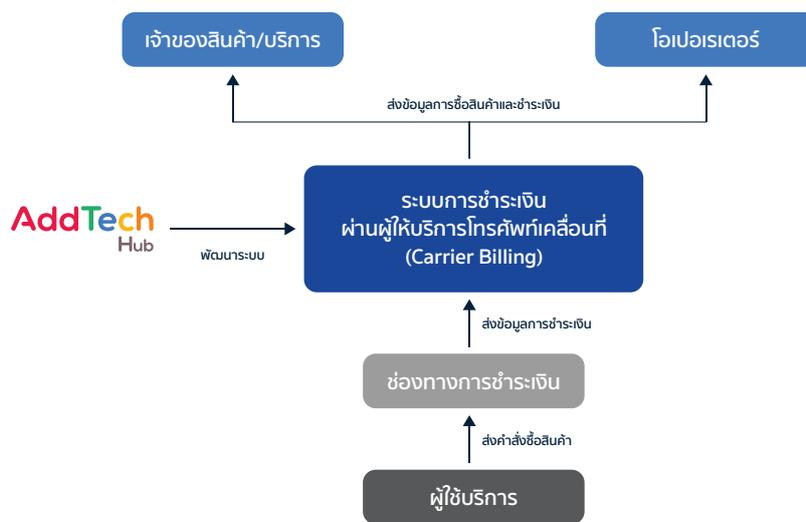 เจ้าของสินค้า/บริการ
โอเปอเรเตอร์
ส่งข้อมูลการซื้อสินค้าและชำระเงิน
ระบบการชำระเงิน
ผ่านผู้ให้บริการโทรศัพท์เคลื่อนที่
(Carrier Billing)
AddTech
Hub
พัฒนาระบบ
ส่งข้อมูลการชำระเงิน
ช่องทางการชำระเงิน
ส่งคำสั่งซื้อสินค้า
ผู้ใช้บริการ